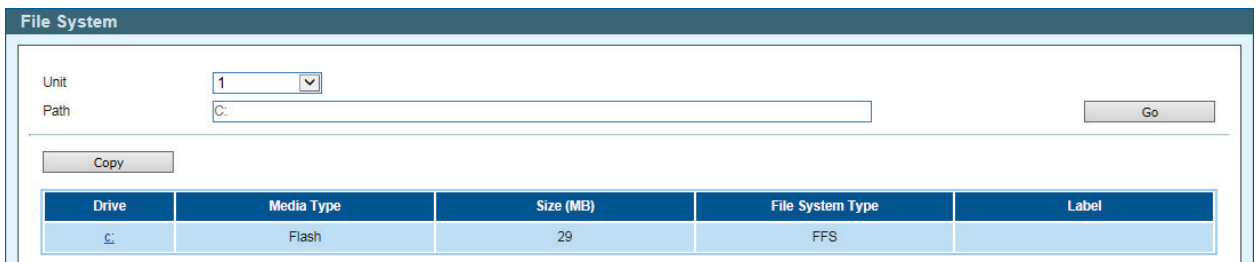 File System
Unit 1
Path C: Go
Copy
Drive Media Type Size (MB) File System Type Label
c: Flash 29 FFS